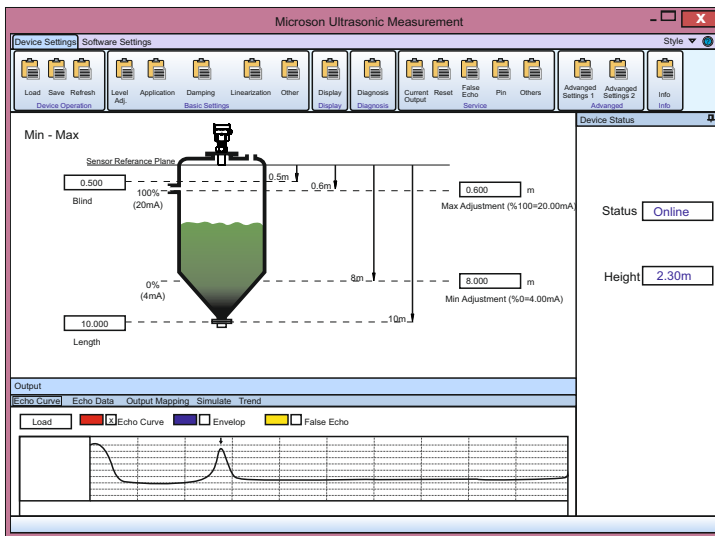 Microson Ultrasonic Measurement
X
Device Settings Software Settings
Style
Load Save Refresh
Device Operation
Level Adj. Application Damping Linearization Other
Basic Settings
Display
Display
Diagnosis
Diagnosis
Current Output Reset False Echo Pin Others
Service
Advanced Settings 1 Advanced Settings 2
Advanced
Info
Info
Device Status
Min - Max
Sensor Referance Plane
0.500
Blind
100%
(20mA)
0.5m
0.6m
0.600 m
Max Adjustment (%100=20.00mA)
Status Online
Height 2.30m
0%
(4mA)
8m
8.000 m
Min Adjustment (%0=4.00mA)
10.000
Length
10m
Output
Echo Curve Echo Data Output Mapping Simulate Trend
Load X Echo Curve Envelop False Echo